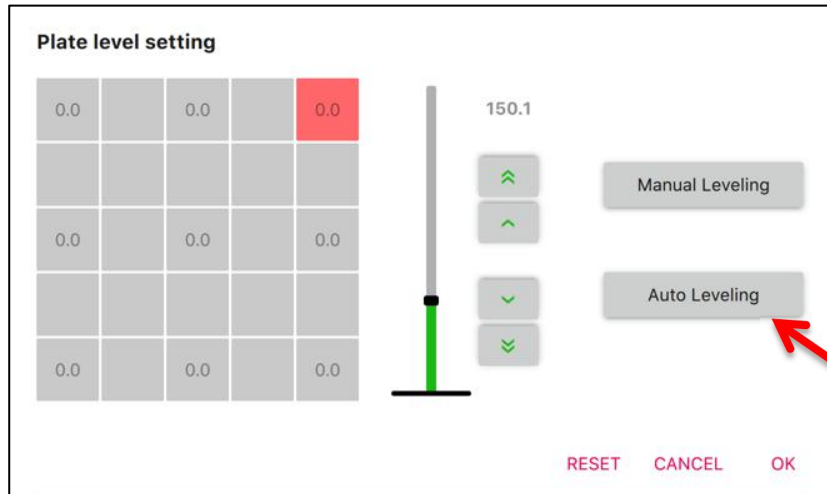 Plate level setting
0.0 0.0 0.0
150.1
Manual Leveling
0.0 0.0 0.0
Auto Leveling
0.0 0.0 0.0
RESET CANCEL OK